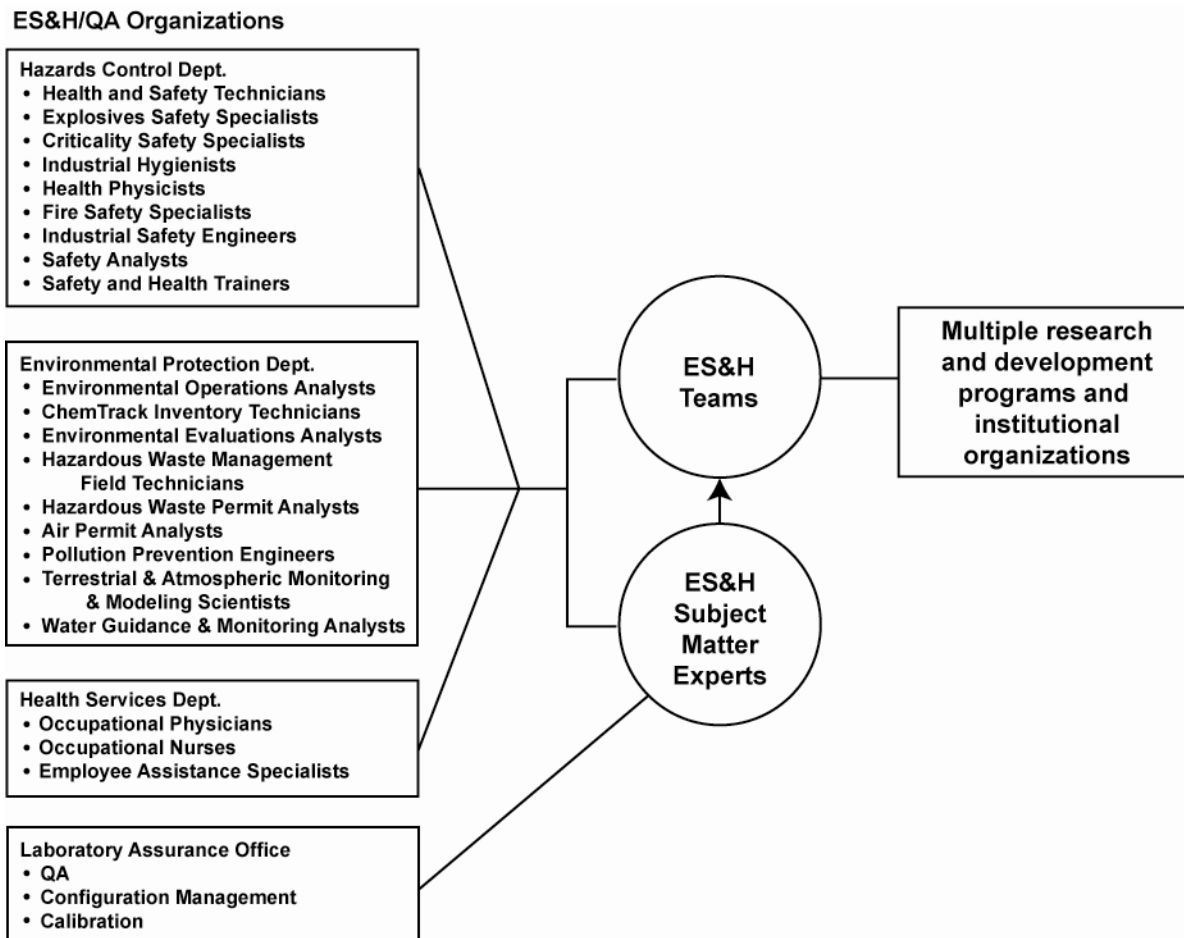 ES&H/QA Organizations
Hazards Control Dept.
• Health and Safety Technicians
• Explosives Safety Specialists
• Criticality Safety Specialists
• Industrial Hygienists
• Health Physicists
• Fire Safety Specialists
• Industrial Safety Engineers
• Safety Analysts
• Safety and Health Trainers
Environmental Protection Dept.
• Environmental Operations Analysts
• ChemTrack Inventory Technicians
• Environmental Evaluations Analysts
• Hazardous Waste Management
Field Technicians
• Hazardous Waste Permit Analysts
• Air Permit Analysts
• Pollution Prevention Engineers
• Terrestrial & Atmospheric Monitoring
& Modeling Scientists
• Water Guidance & Monitoring Analysts
Health Services Dept.
• Occupational Physicians
• Occupational Nurses
• Employee Assistance Specialists
Laboratory Assurance Office
• QA
• Configuration Management
• Calibration
ES&H
Teams
ES&H
Subject
Matter
Experts
Multiple research
and development
programs and
institutional
organizations